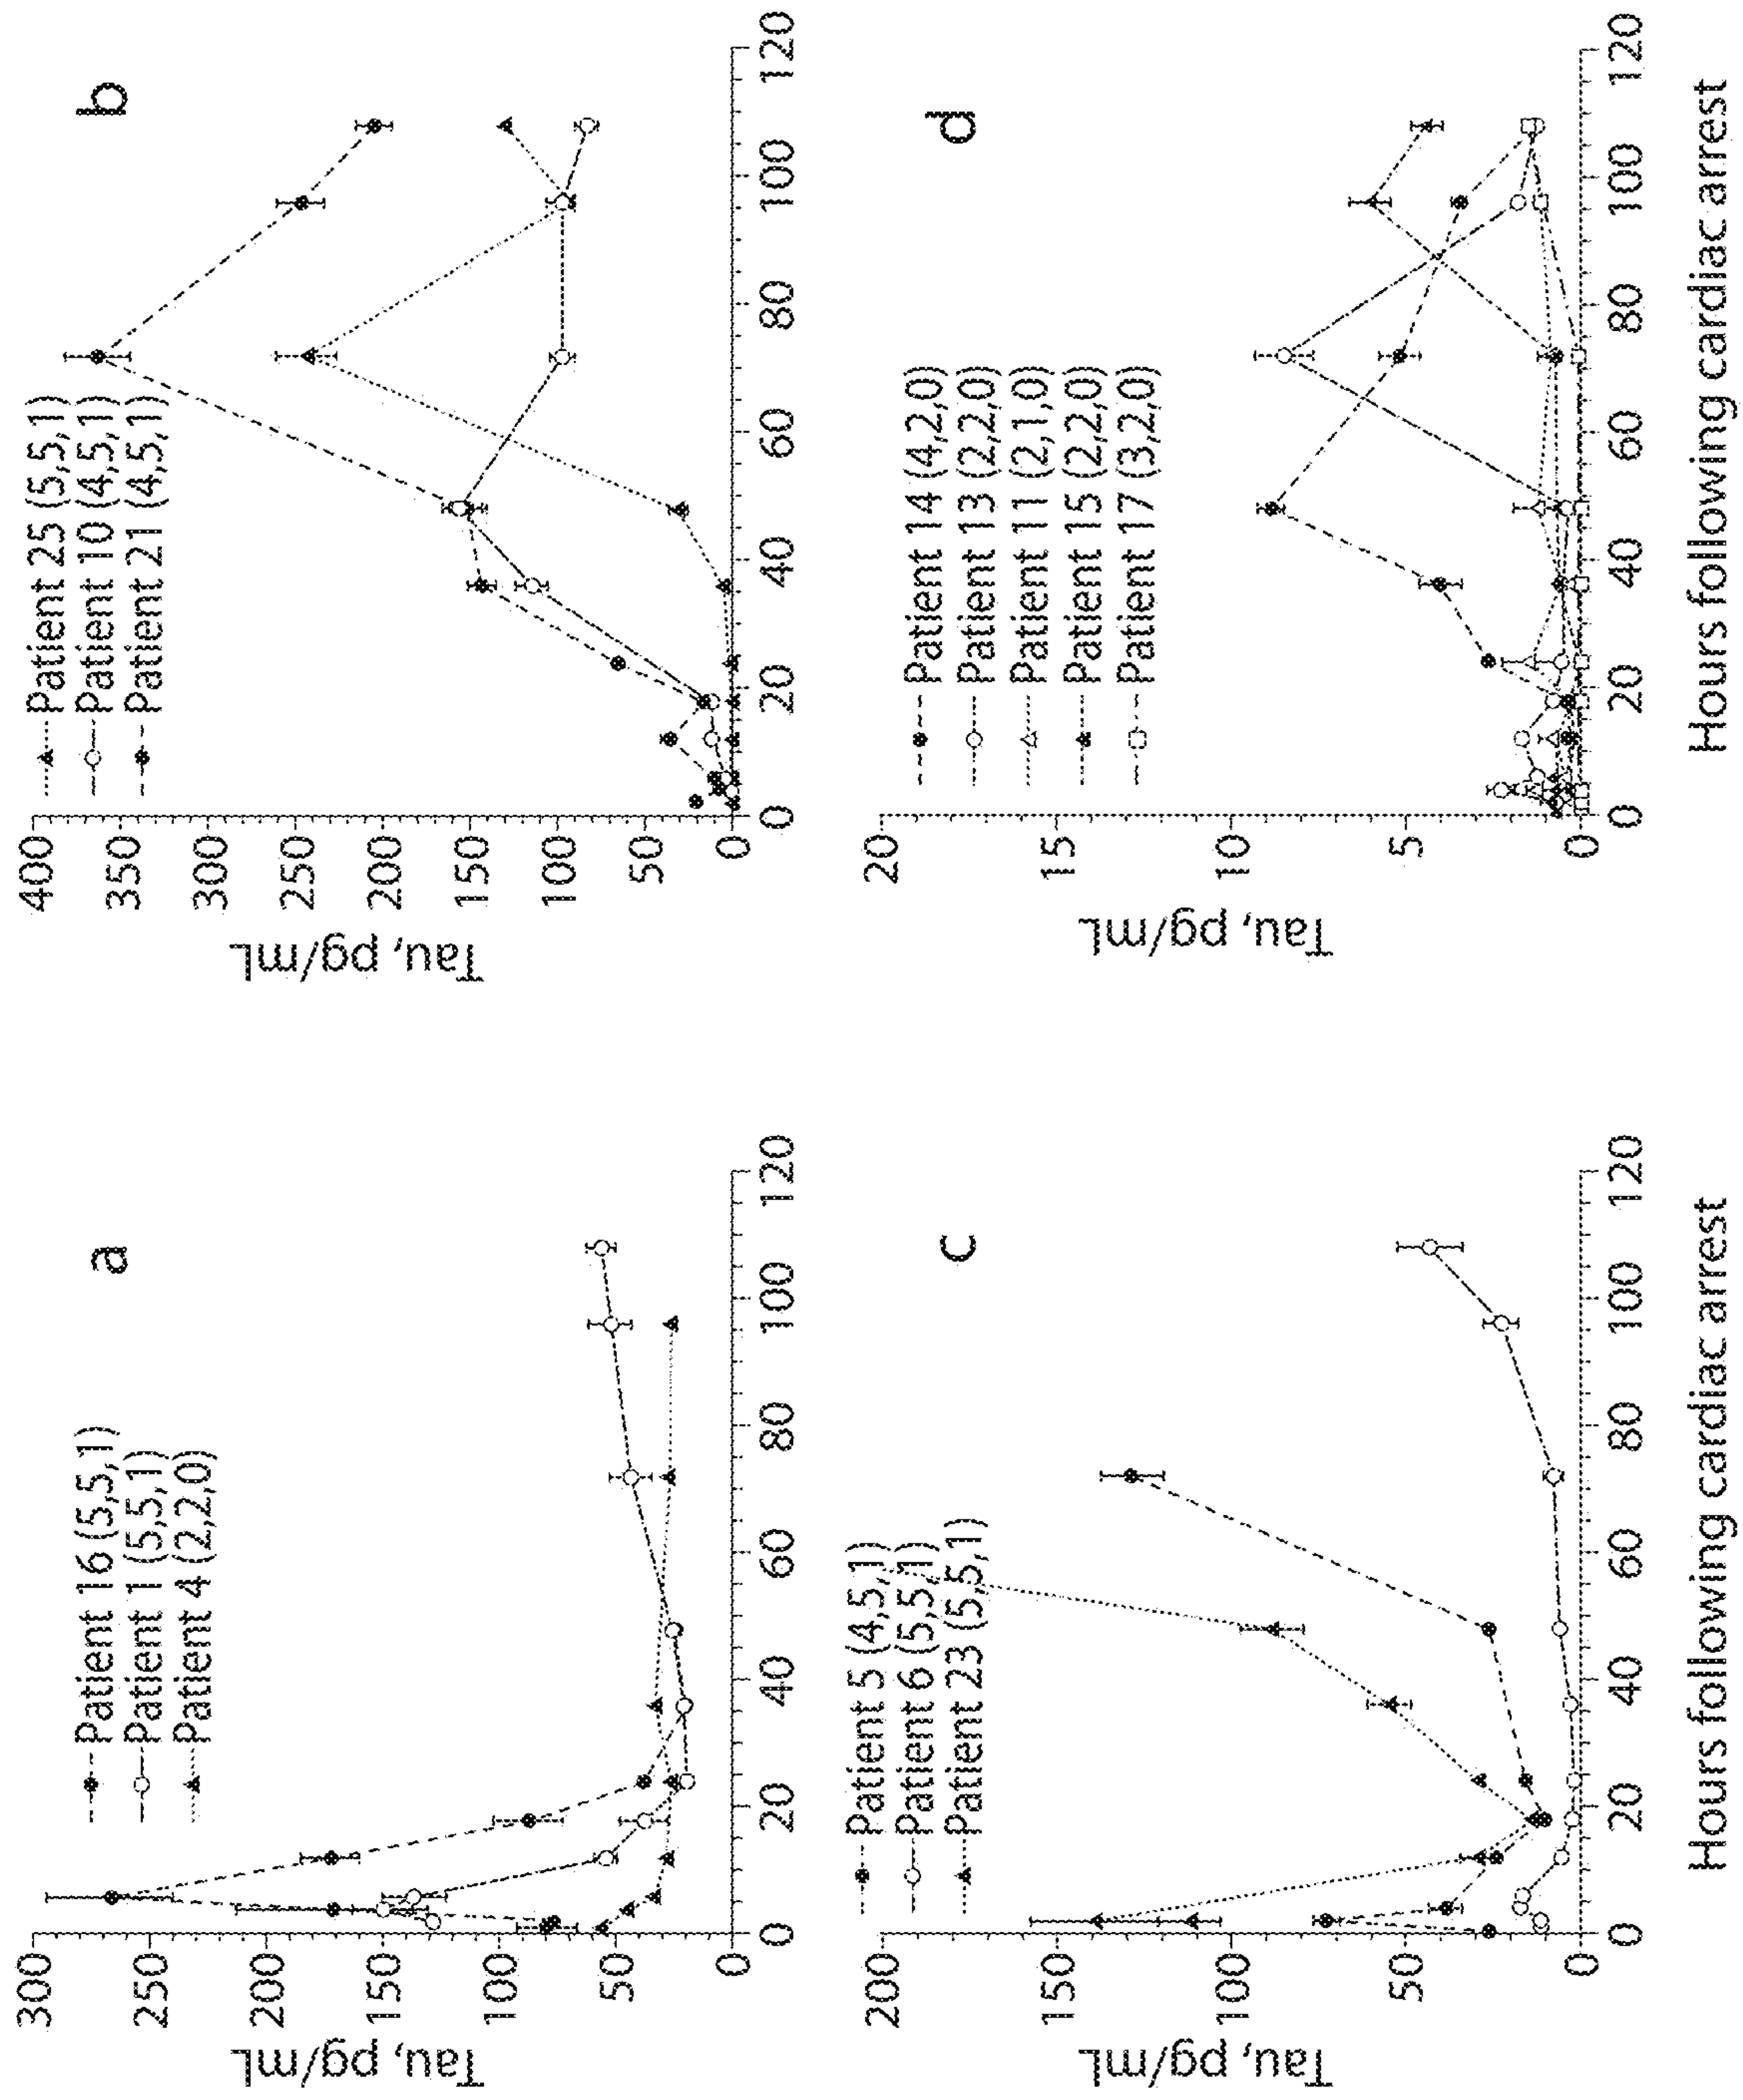 a
Patient 16 (5,5,1)
Patient 1 (5,5,1)
Patient 4 (2,2,0)
Tau, pg/mL
300
250
200
150
100
50
0
0 20 40 60 80 100 120
b
Patient 25 (5,5,1)
Patient 10 (4,5,1)
Patient 21 (4,5,1)
Tau, pg/mL
400
350
300
250
200
150
100
50
0
0 20 40 60 80 100 120
c
Patient 5 (4,5,1)
Patient 6 (5,5,1)
Patient 23 (5,5,1)
Tau, pg/mL
200
150
100
50
0
0 20 40 60 80 100 120
Hours following cardiac arrest
d
Patient 14 (4,2,0)
Patient 13 (2,2,0)
Patient 11 (2,1,0)
Patient 15 (2,2,0)
Patient 17 (3,2,0)
Tau, pg/mL
20
15
10
5
0
0 20 40 60 80 100 120
Hours following cardiac arrest